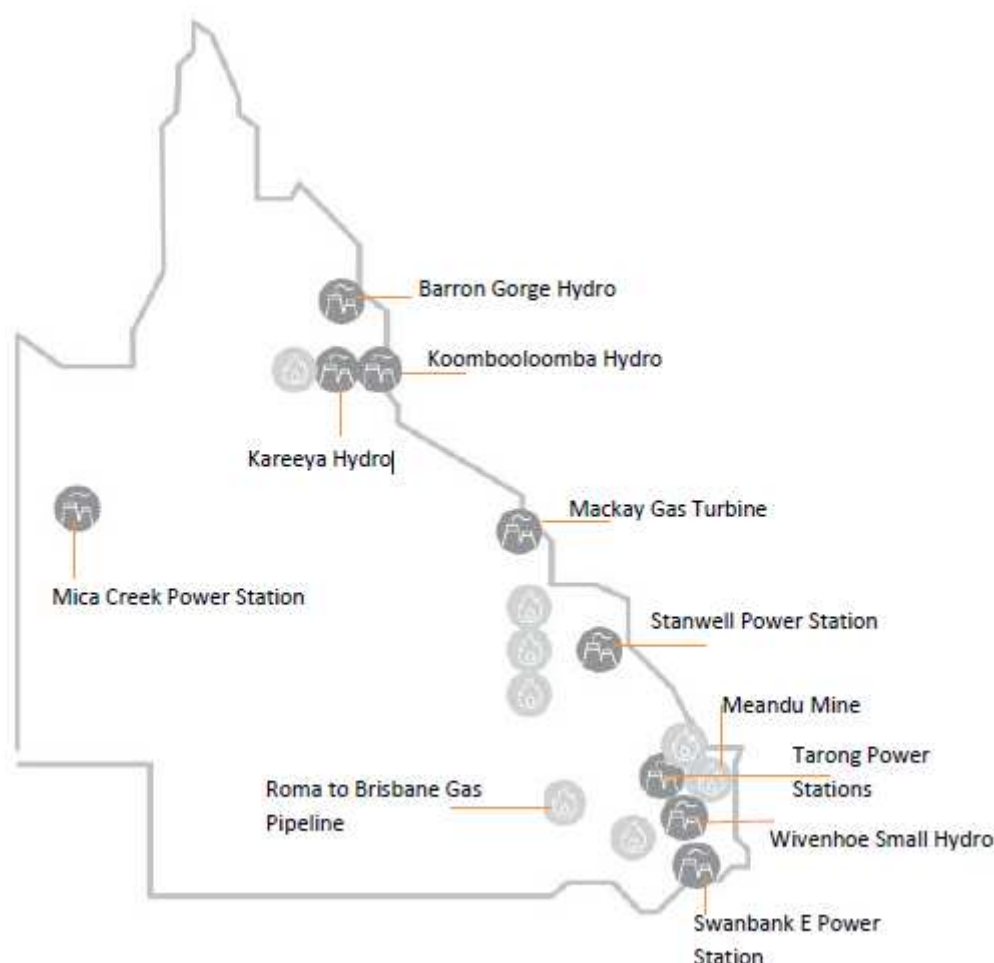 Barron Gorge Hydro
Koombooloomba Hydro
Kareeya Hydro
Mackay Gas Turbine
Mica Creek Power Station
Stanwell Power Station
Meandu Mine
Tarong Power
Stations
Roma to Brisbane Gas
Pipeline
Wivenhoe Small Hydro
Swanbank E Power
Station